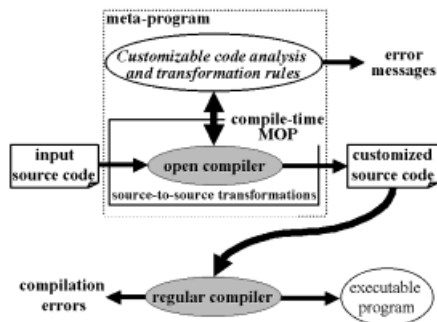 meta-program
Customizable code analysis
and transformation rules
error
messages
compile-time
MOP
input
source code
open compiler
customized
source code
source-to-source transformations
compilation
errors
regular compiler
executable
program